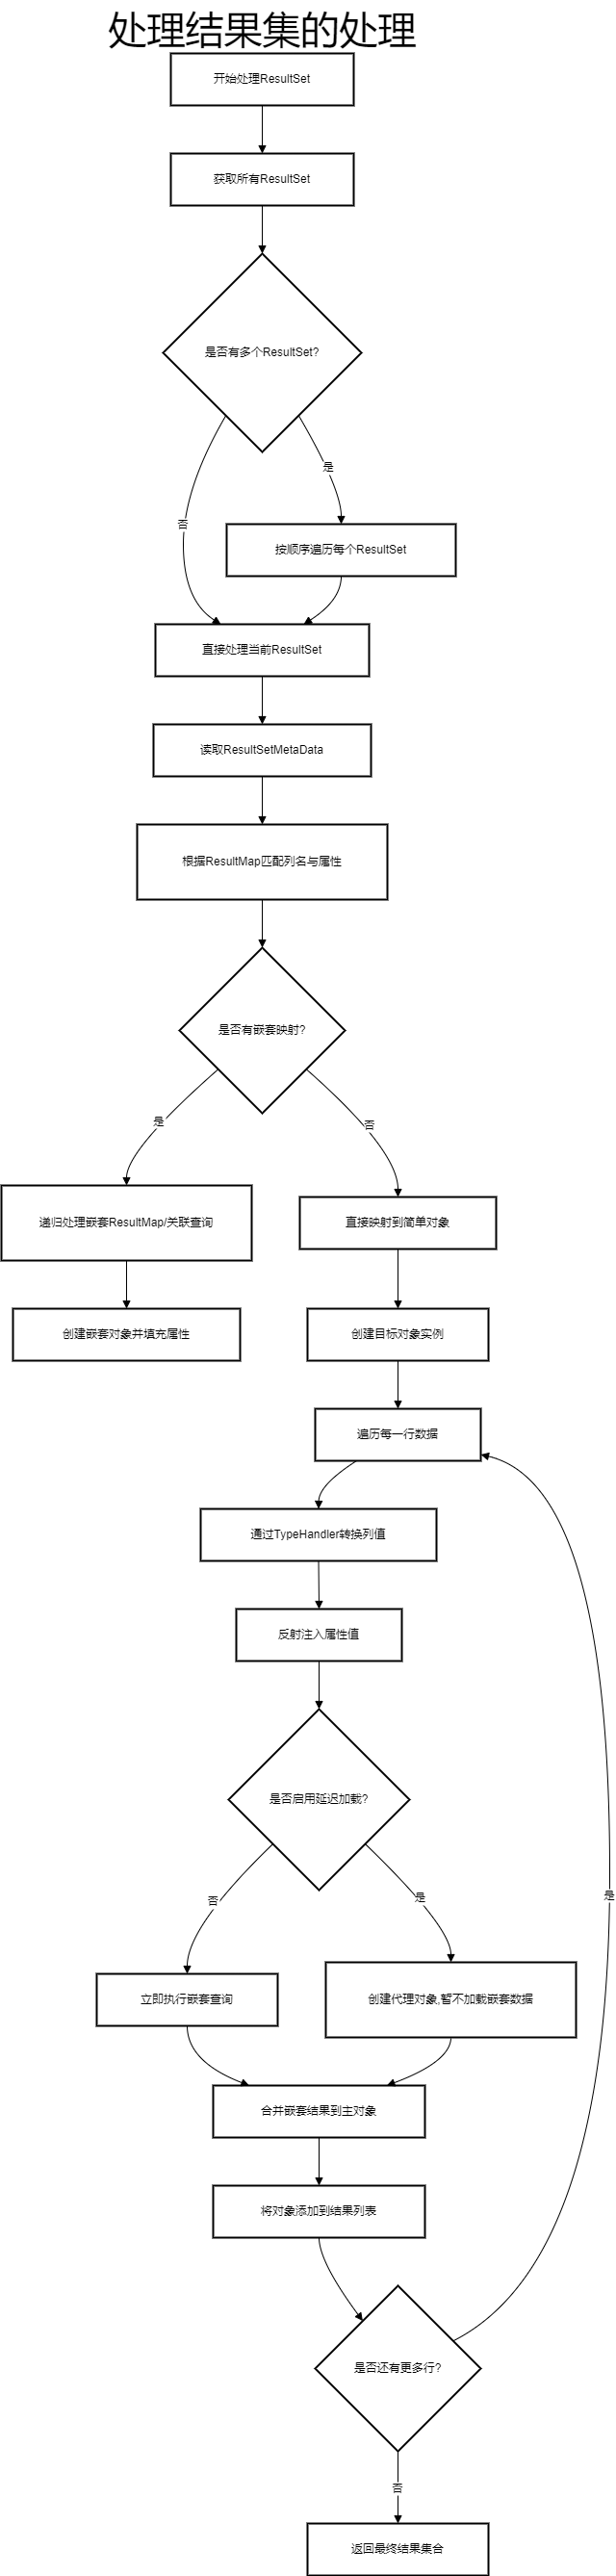 处理结果集的处理
开始处理ResultSet
获取所有ResultSet
是否有多个ResultSet?
是
否
按顺序遍历每个ResultSet
直接处理当前ResultSet
读取ResultSetMetaData
根据ResultMap匹配列名与属性
是否有嵌套映射?
是
否
递归处理嵌套ResultMap/关联查询
直接映射到简单对象
创建嵌套对象并填充属性
创建目标对象实例
遍历每一行数据
通过TypeHandler转换列值
反射注入属性值
是否启用延迟加载?
否
是
是
立即执行嵌套查询
创建代理对象,暂不加载嵌套数据
合并嵌套结果到主对象
将对象添加到结果列表
是否还有更多行?
否
返回最终结果集合